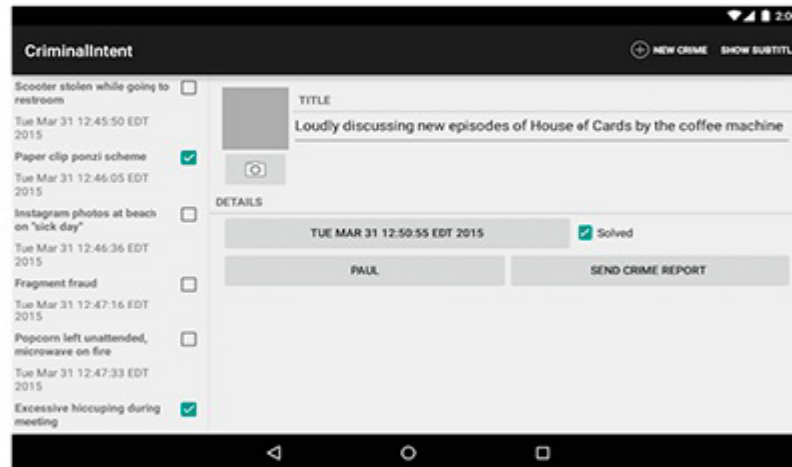 2:0
CriminalIntent
NEW CRIME SHOW SUBTITL
Scooter stolen while going to
restroom
Tue Mar 31 12:45:50 EDT
2015
Paper clip ponzi scheme
Tue Mar 31 12:46:05 EDT
2015
Instagram photos at beach
on "sick day"
Tue Mar 31 12:46:36 EDT
2015
Fragment fraud
Tue Mar 31 12:47:16 EDT
2015
Popcorn left unattended,
microwave on fire
Tue Mar 31 12:47:33 EDT
2015
Excessive hiccuping during
meeting
TITLE
Loudly discussing new episodes of House of Cards by the coffee machine
DETAILS
TUE MAR 31 12:50:55 EDT 2015
Solved
PAUL
SEND CRIME REPORT